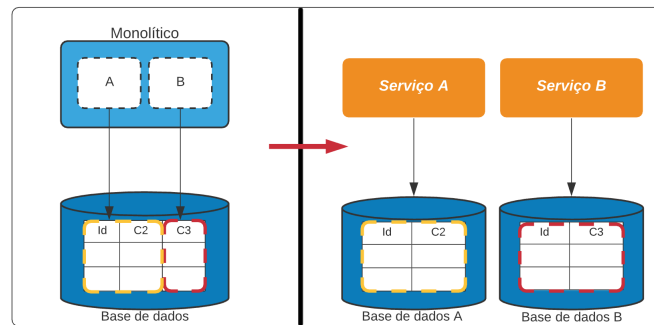 Monolítico
A
B
Id C2 C3
Base de dados
Serviço A
Serviço B
Id C2
Id C3
Base de dados A
Base de dados B